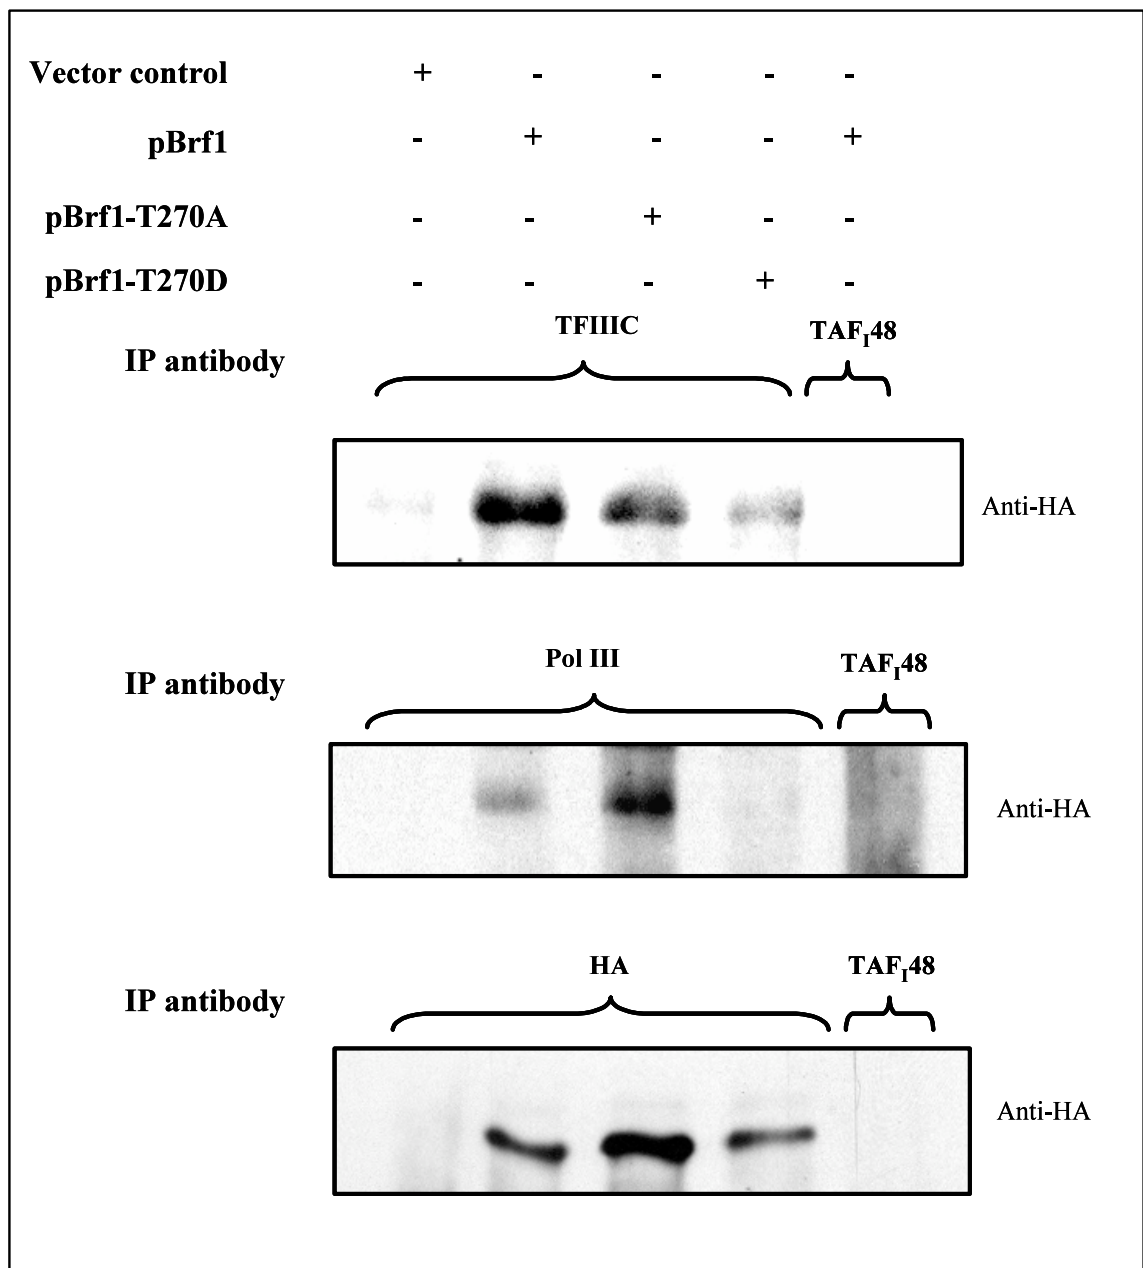 Vector control + - - - -
pBrf1 - + - - +
pBrf1-T270A - - + - -
pBrf1-T270D - - - + -
TFIIIC TAFI48
IP antibody
Anti-HA
Pol III TAFI48
IP antibody
Anti-HA
HA TAFI48
IP antibody
Anti-HA